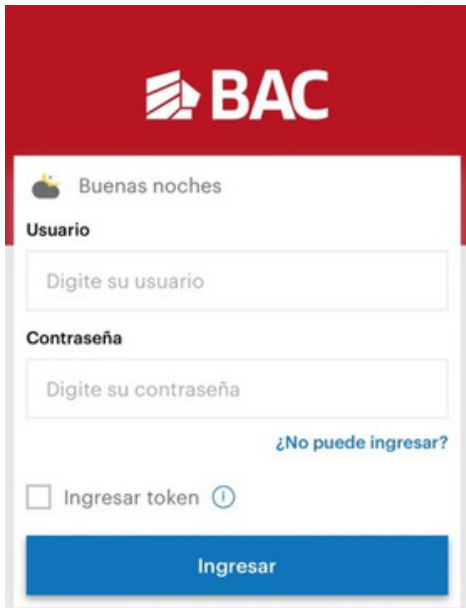 BAC
Buenas noches
Usuario
Digite su usuario
Contraseña
Digite su contraseña
¿No puede ingresar?
Ingresar token
Ingresar